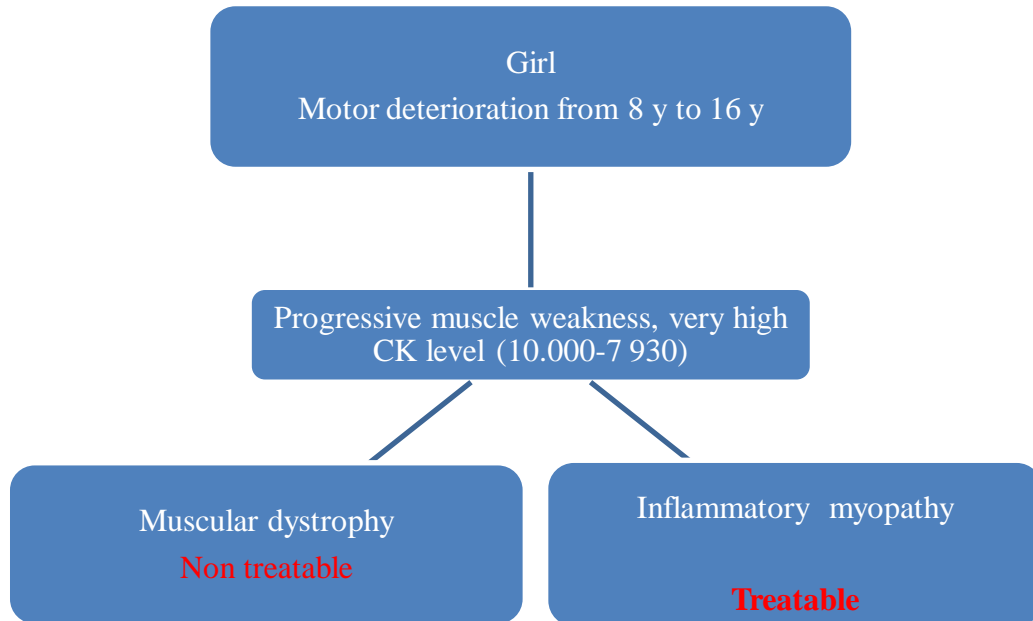 Girl
Motor deterioration from 8 y to 16 y
Progressive muscle weakness, very high
CK level (10.000-7 930)
Muscular dystrophy
Non treatable
Inflammatory myopathy
Treatable